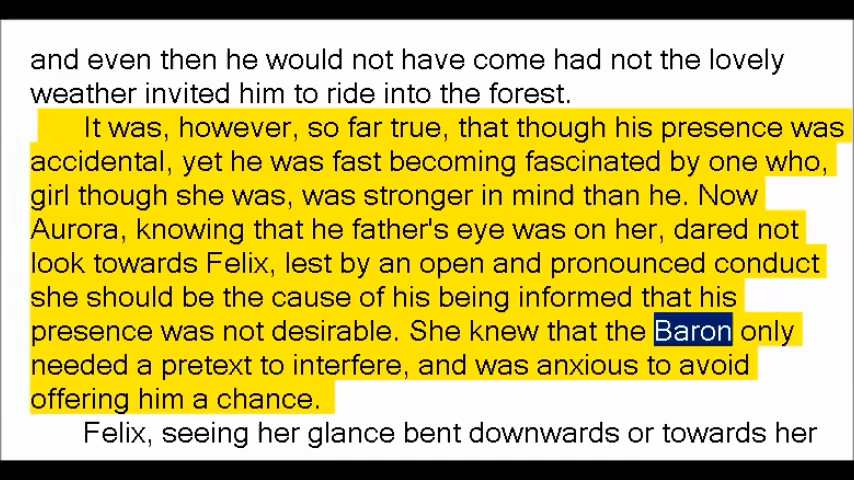 and even then he would not have come had not the lovely
weather invited him to ride into the forest.
It was, however, so far true, that though his presence was
accidental, yet he was fast becoming fascinated by one who,
girl though she was, was stronger in mind than he. Now
Aurora, knowing that he father's eye was on her, dared not
look towards Felix, lest by an open and pronounced conduct
she should be the cause of his being informed that his
presence was not desirable. She knew that the Baron only
needed a pretext to interfere, and was anxious to avoid
offering him a chance.
Felix, seeing her glance bent downwards or towards her